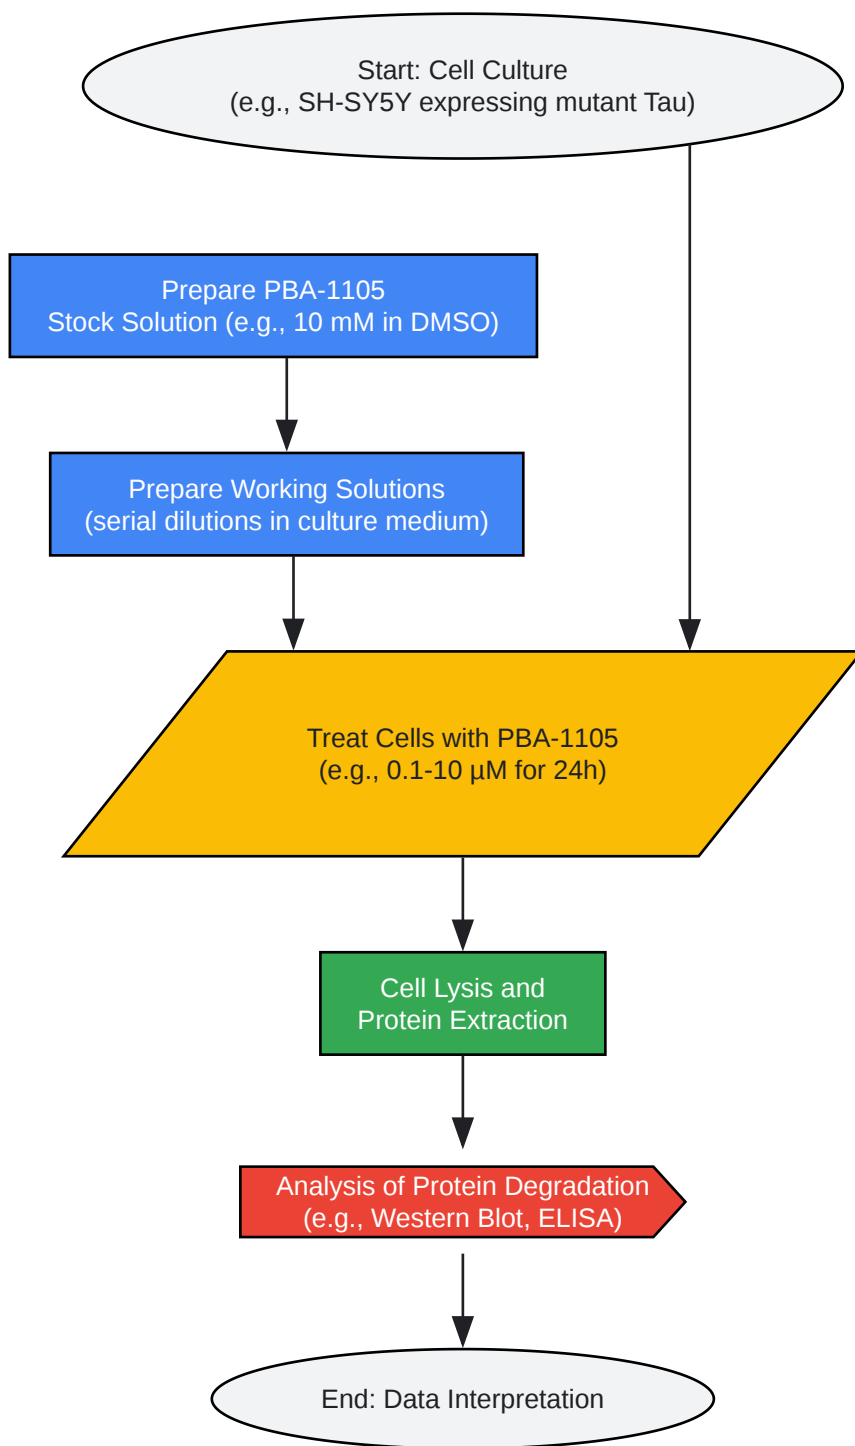 Start: Cell Culture
(e.g., SH-SY5Y expressing mutant Tau)
Prepare PBA-1105
Stock Solution (e.g., 10 mM in DMSO)
Prepare Working Solutions
(serial dilutions in culture medium)
Treat Cells with PBA-1105
(e.g., 0.1-10 µM for 24h)
Cell Lysis and
Protein Extraction
Analysis of Protein Degradation
(e.g., Western Blot, ELISA)
End: Data Interpretation